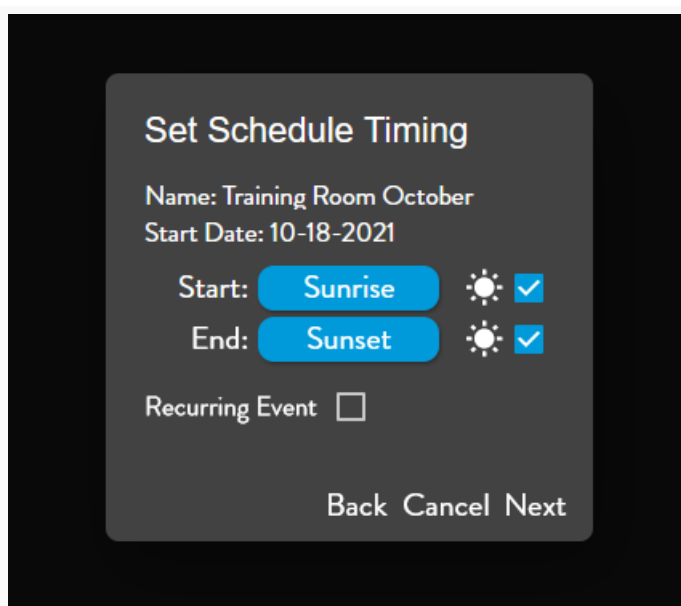 Set Schedule Timing
Name: Training Room October
Start Date: 10-18-2021
Start: Sunrise
End: Sunset
Recurring Event
Back Cancel Next